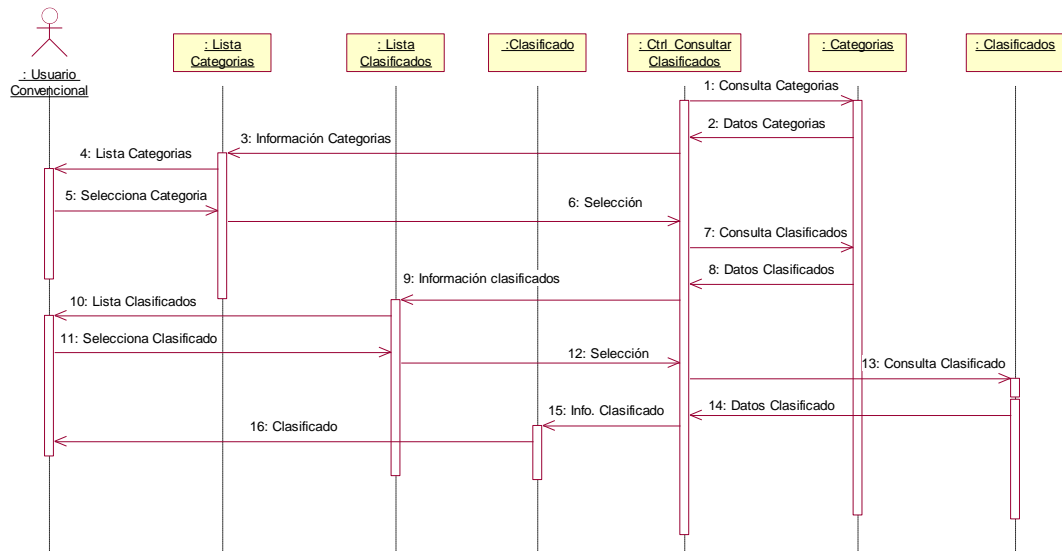 : Lista
Categorias
: Lista
Clasificados
:Clasificado
: Ctrl_Consultar
Clasificados
: Categorias
: Clasificados
: Usuario
Convencional
1: Consulta Categorias
2: Datos Categorias
3: Información Categorias
4: Lista Categorias
5: Selecciona Categoria
6: Selección
7: Consulta Clasificados
8: Datos Clasificados
9: Información clasificados
10: Lista Clasificados
11: Selecciona Clasificado
12: Selección
13: Consulta Clasificado
14: Datos Clasificado
15: Info. Clasificado
16: Clasificado